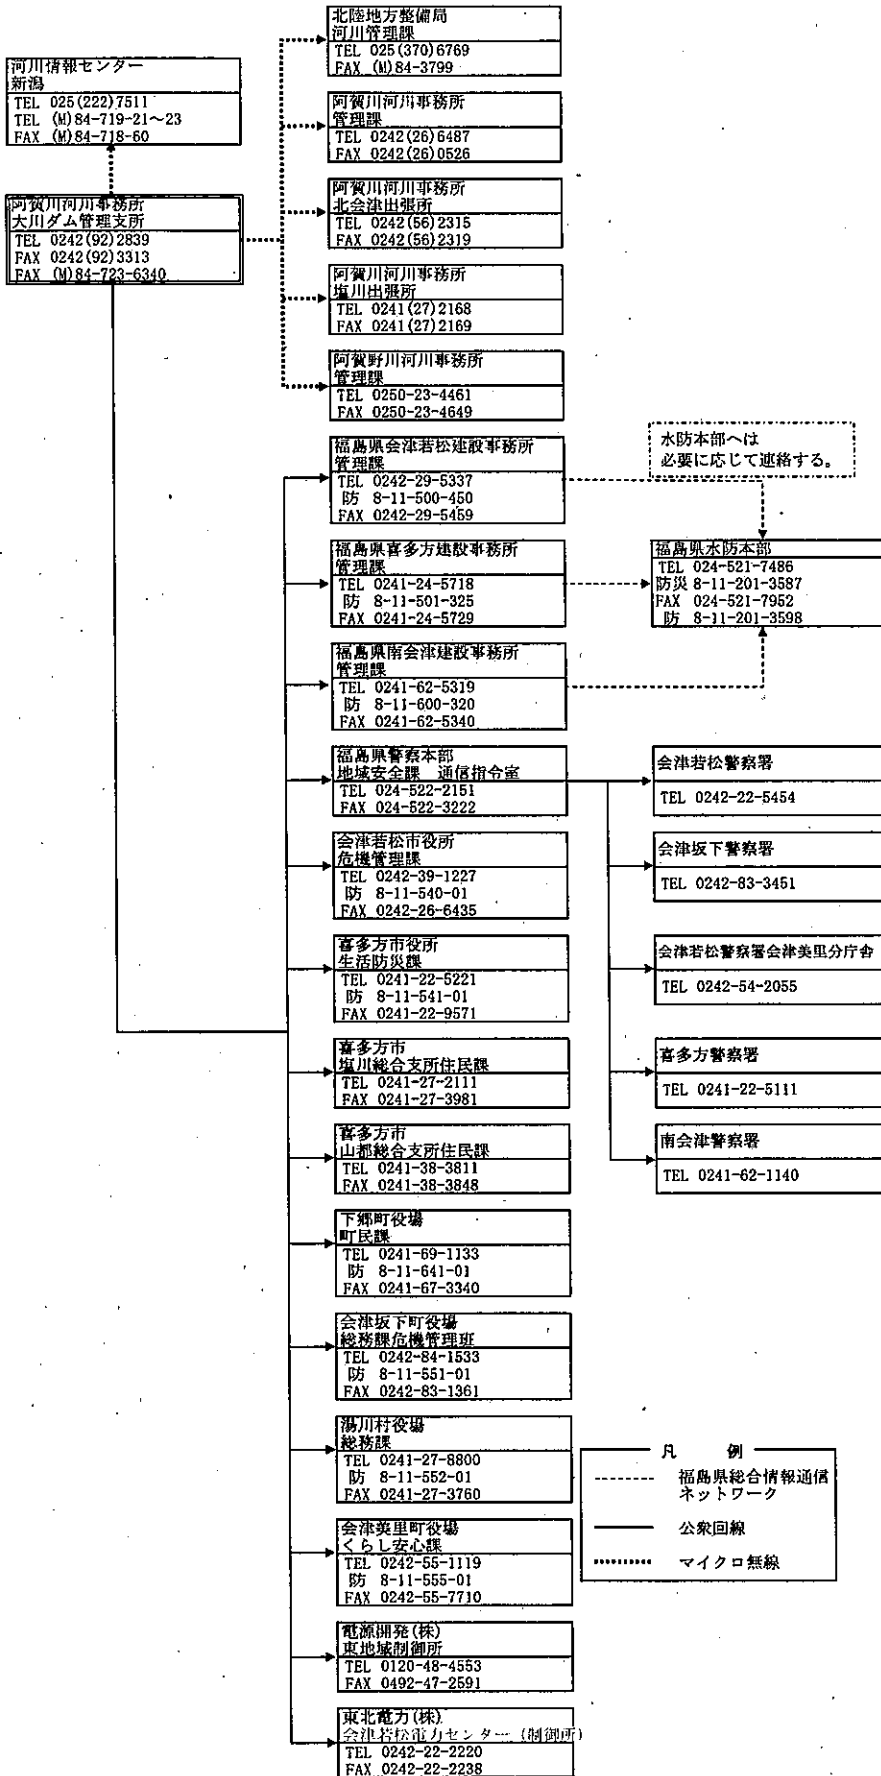 河川情報センター
新潟
TEL 025(222)7511
TEL (M)84-719-21～23
FAX (M)84-718-60
阿賀川河川事務所
大川ダム管理支所
TEL 0242(92)2839
FAX 0242(92)3313
FAX (M)84-723-6340
北陸地方整備局
河川管理課
TEL 025(370)6769
FAX (M)84-3799
阿賀川河川事務所
管理課
TEL 0242(26)6487
FAX 0242(26)0526
阿賀川河川事務所
北会津出張所
TEL 0242(56)2315
FAX 0242(56)2319
阿賀川河川事務所
塩川出張所
TEL 0241(27)2168
FAX 0241(27)2169
阿賀野川河川事務所
管理課
TEL 0250-23-4461
FAX 0250-23-4649
福島県会津若松建設事務所
管理課
TEL 0242-29-5337
防 8-11-500-450
FAX 0242-29-5459
水防本部へは
必要に応じて連絡する。
福島県喜多方建設事務所
管理課
TEL 0241-24-5718
防 8-11-501-325
FAX 0241-24-5729
福島県水防本部
TEL 024-521-7486
防災 8-11-201-3587
FAX 024-521-7952
防 8-11-201-3598
福島県南会津建設事務所
管理課
TEL 0241-62-5319
防 8-11-600-320
FAX 0241-62-5340
福島県警察本部
地域安全課 通信指令室
TEL 024-522-2151
FAX 024-522-3222
会津若松警察署
TEL 0242-22-5454
会津若松市役所
危機管理課
TEL 0242-39-1227
防 8-11-540-01
FAX 0242-26-6435
会津坂下警察署
TEL 0242-83-3451
喜多方市役所
生活防災課
TEL 0241-22-5221
防 8-11-541-01
FAX 0241-22-9571
会津若松警察署会津美里分庁舎
TEL 0242-54-2055
喜多方市
塩川総合支所住民課
TEL 0241-27-2111
FAX 0241-27-3981
喜多方警察署
TEL 0241-22-5111
喜多方市
山都総合支所住民課
TEL 0241-38-3811
FAX 0241-38-3848
南会津警察署
TEL 0241-62-1140
下郷町役場
町民課
TEL 0241-69-1133
防 8-11-641-01
FAX 0241-67-3340
会津坂下町役場
総務課危機管理班
TEL 0242-84-1533
防 8-11-551-01
FAX 0242-83-1361
湯川村役場
総務課
TEL 0241-27-8800
防 8-11-552-01
FAX 0241-27-3760
会津美里町役場
くらし安心課
TEL 0242-55-1119
防 8-11-555-01
FAX 0242-55-7710
電源開発(株)
東地域制御所
TEL 0120-48-4553
FAX 0492-47-2591
東北電力(株)
会津若松電力センター(制御所)
TEL 0242-22-2220
FAX 0242-22-2238
凡 例
福島県総合情報通信
ネットワーク
公衆回線
マイクロ無線